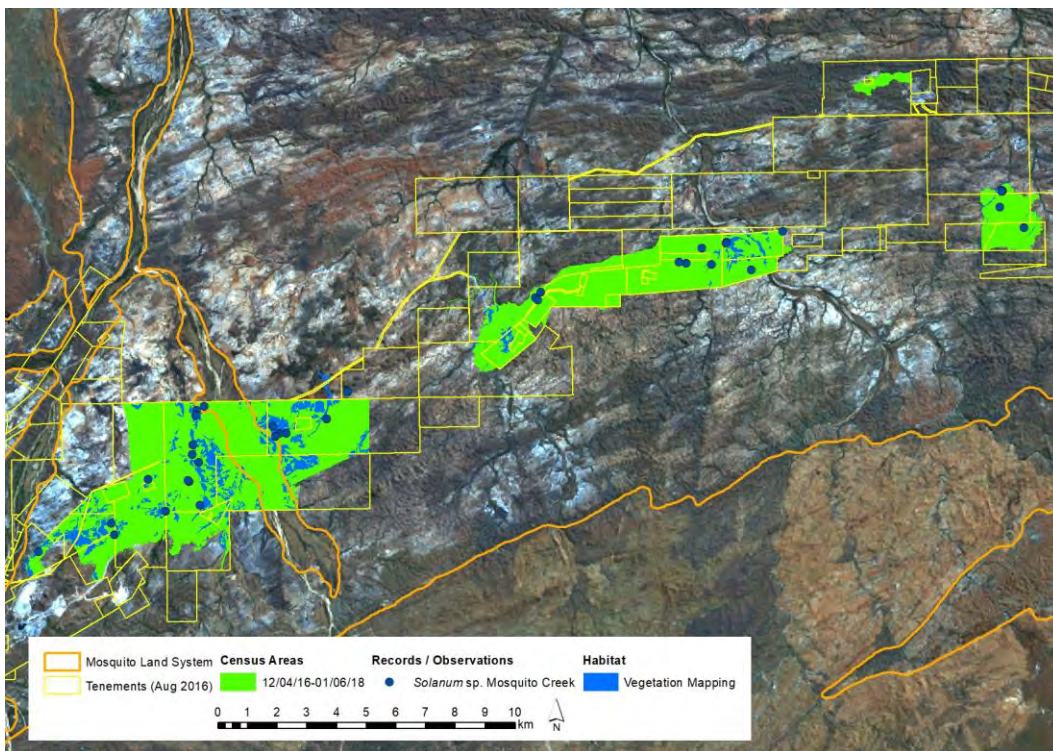 Census Areas Records / Observations Habitat
Mosquito Land System
Tenements (Aug 2016) 12/04/16-01/06/18 Solanum sp. Mosquito Creek Vegetation Mapping
0 1 2 3 4 5 6 7 8 9 10
km
N